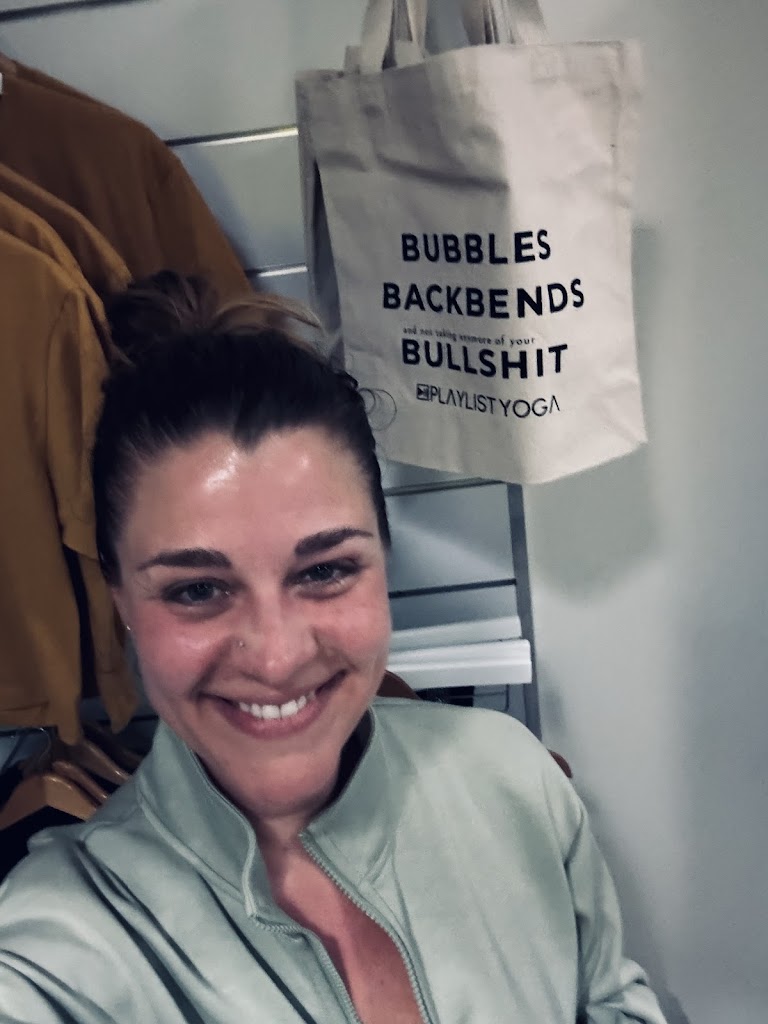 BUBBLES
BACKBENDS
and not taking anymore of your
BULLSHIT
PLAYLIST YOGA